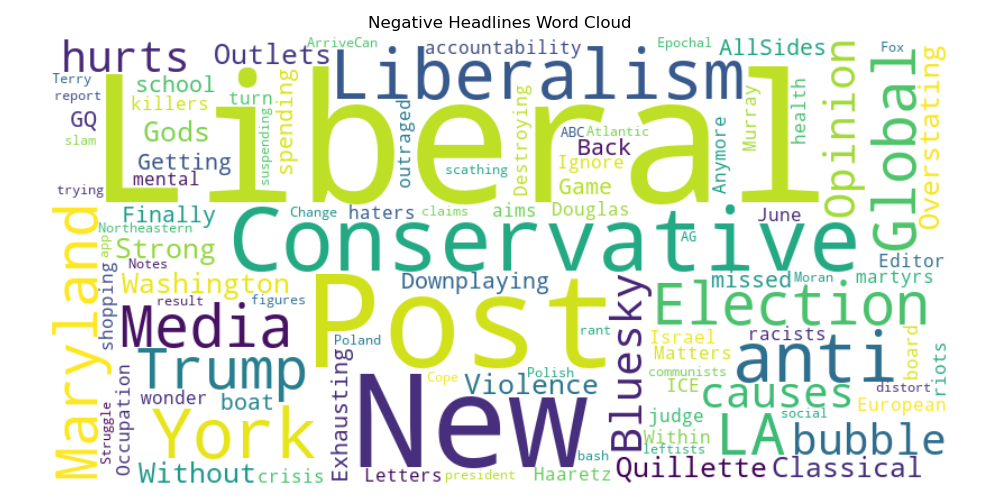 Negative Headlines Word Cloud
hurts
Outlets
ArriveCan
accountability
Epochal
AllSides
Fox
Liberalism
Liberal
Terry
report
school
killers
turn
spending
suspending
GQ
Gods
slam
Getting
mental
trying
outraged
scathing
Destroying
ABC
Atlantic
Back
Ignore
Game
Murray
Anymore
health
Opinion
Global
Overstating
Maryland
Finally
Northeastern
app
Strong
Notes
Change
haters
claims
aims
Douglas
June
AG
Conservative
Editor
martyrs
missed
Moran
Downplaying
Washington
shopping
result
figures
Media
Post
rant
Bluesky
Election
Israel
Matters
racists
board
riots
Poland
Trump
Exhausting
New
Cope
Polish
Violence
communists
ICE
anti
causes
distort
European
social
wonder
boat
Occupation
Struggle
York
Without
crisis
Letters
president
bash
Haaretz
judge
Within
leftists
LA
bubble
Quillette
Classical